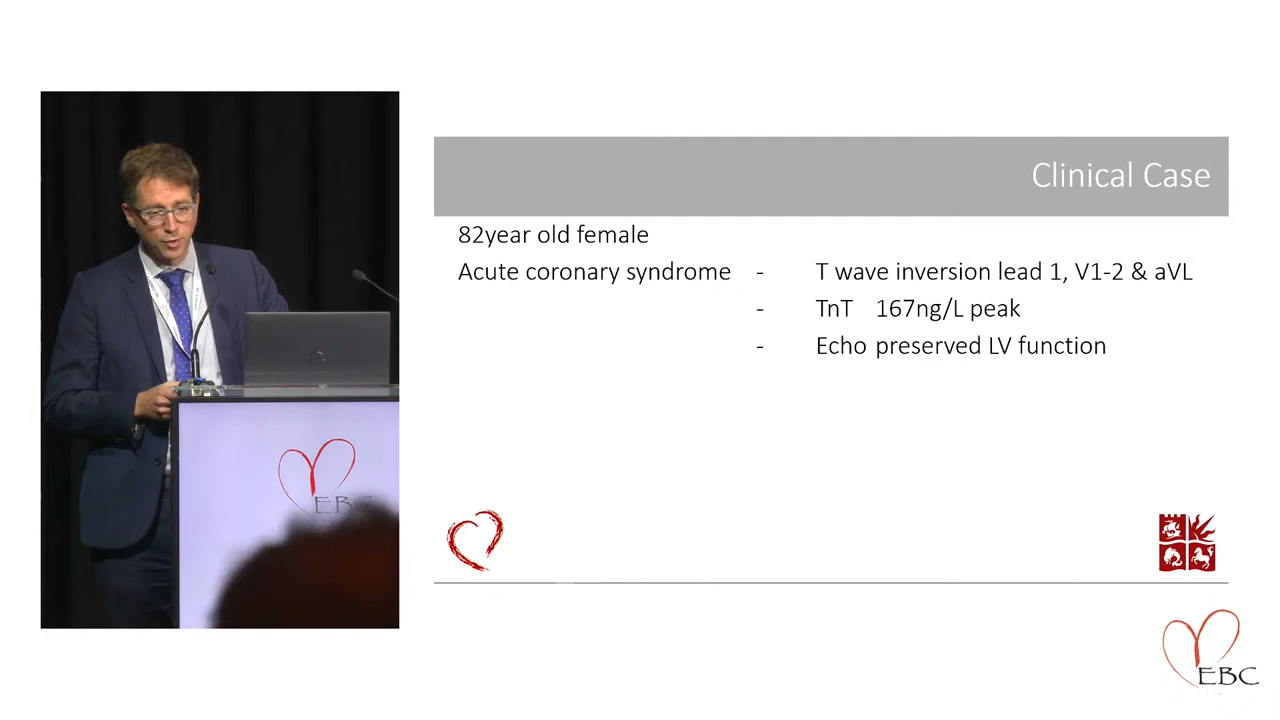 Clinical Case
82year old female
Acute coronary syndrome - T wave inversion lead 1, V1-2 & aVL
- TnT 167ng/L peak
- Echo preserved LV function
EBC
EBC